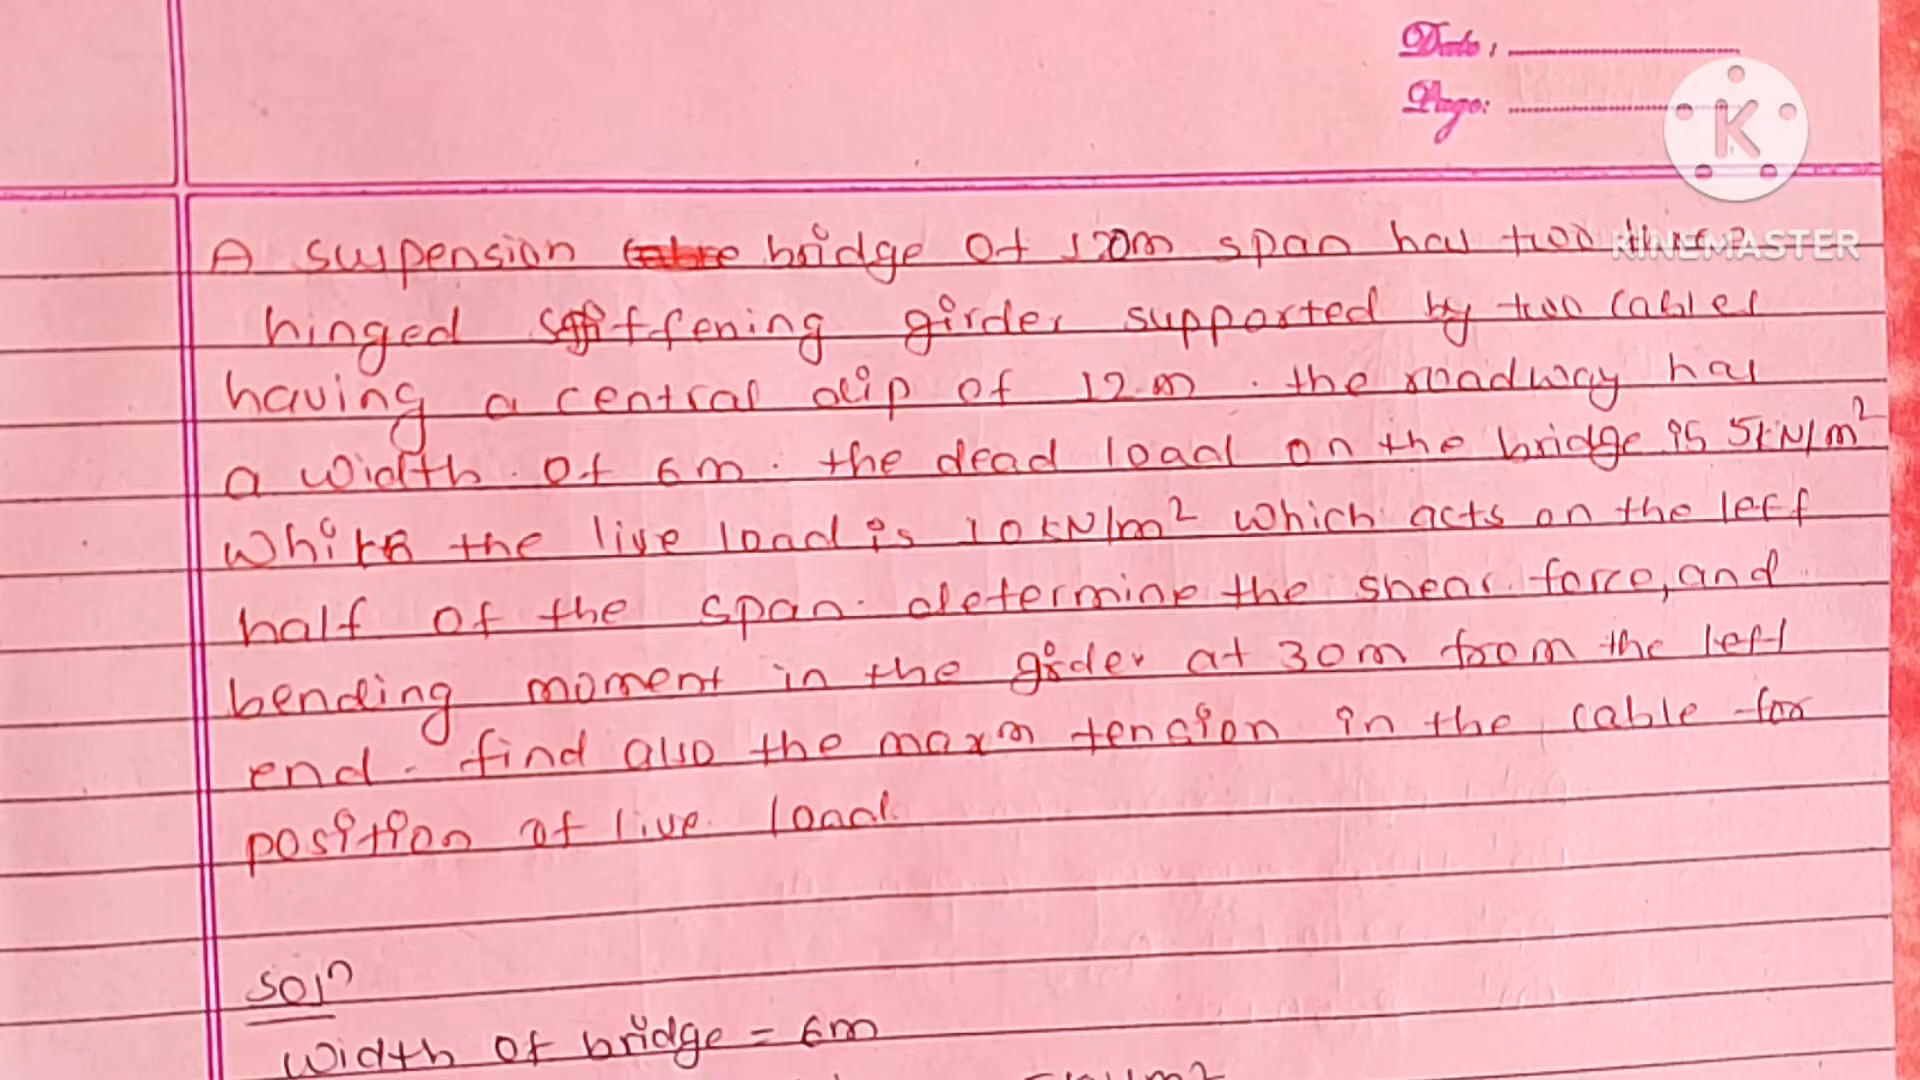 Date:
Page:
K
KINEMASTER
A suspension bridge of 120m span has two three
hinged stiffening girder supported by two cables
having a central dip of 12m. the roadway has
a width of 6m. the dead load on the bridge is 5kN/m²
while the live load is 10kN/m² which acts on the left
half of the span. determine the shear force, and
bending moment in the girder at 30m from the left
end. find also the maxm tension in the cable for
position of live load.
Solⁿ
width of bridge = 6m